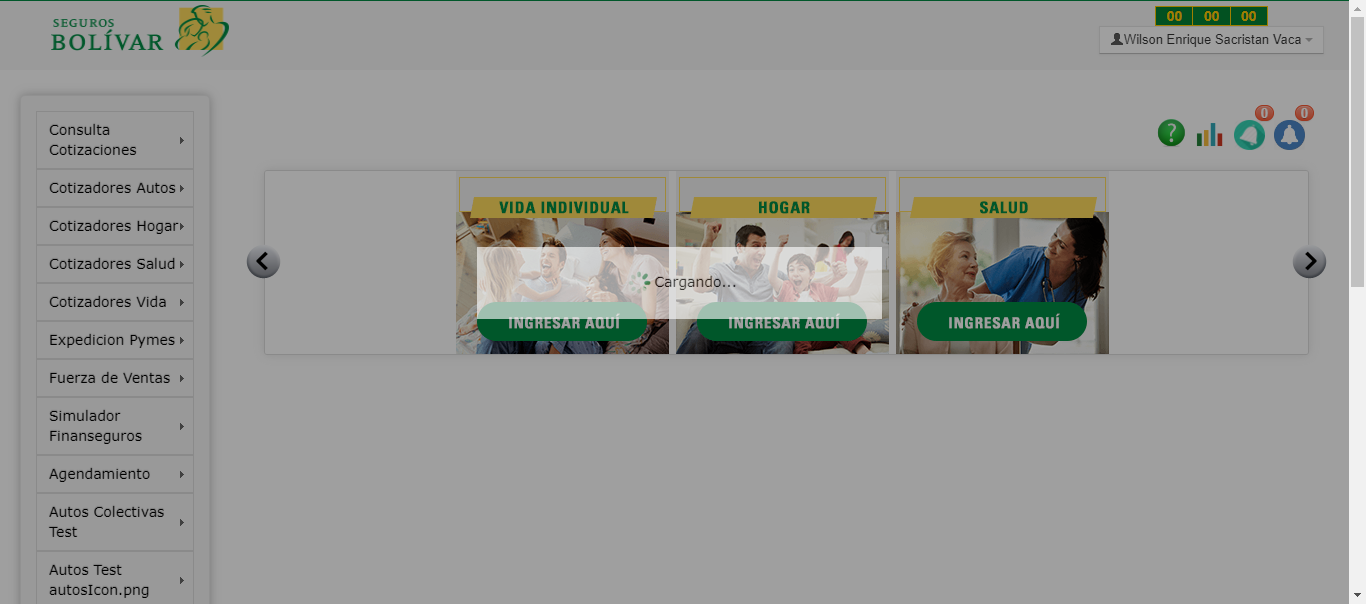 SEGUROS
BOLÍVAR
00 00 00
Wilson Enrique Sacristan Vaca
Consulta
Cotizaciones
Cotizadores Autos
Cotizadores Hogar
Cotizadores Salud
Cotizadores Vida
Expedicion Pymes
Fuerza de Ventas
Simulador
Finanseguros
Agendamiento
Autos Colectivas
Test
Autos Test
autosIcon.png
?
0
0
VIDA INDIVIDUAL
HOGAR
SALUD
Cargando...
INGRESAR AQUÍ
INGRESAR AQUÍ
INGRESAR AQUÍ